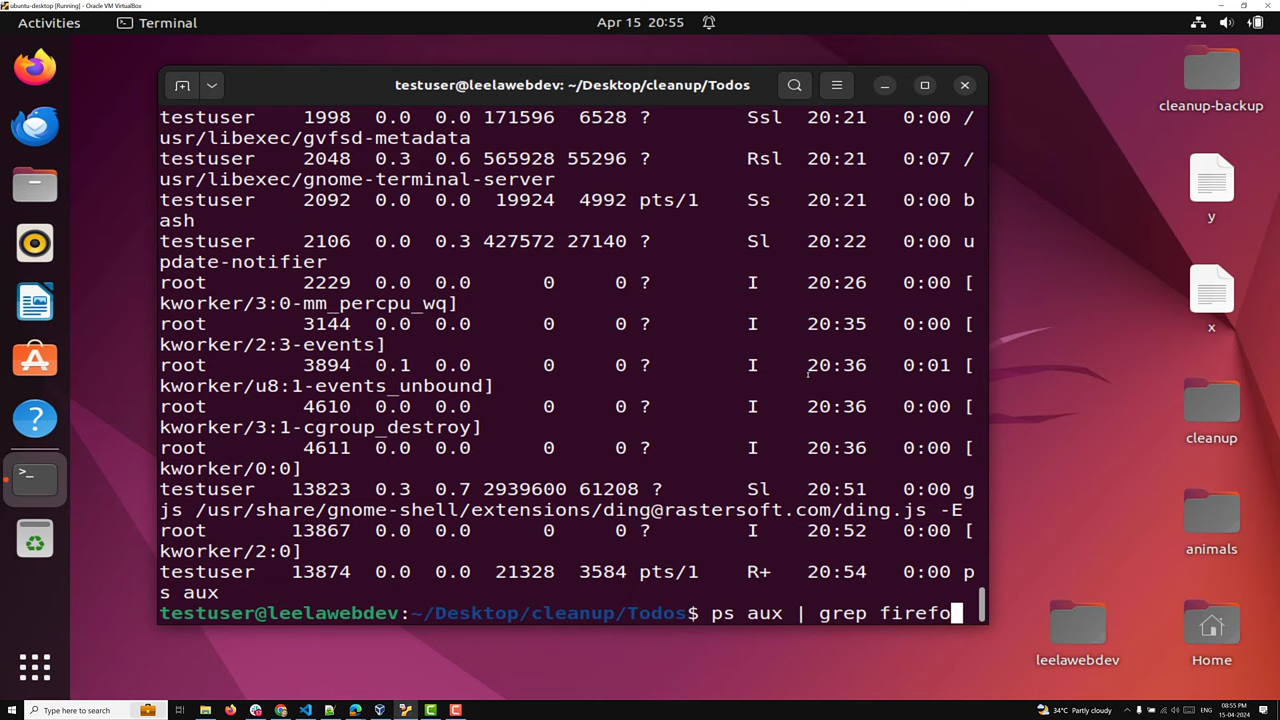 ubuntu-desktop [Running] - Oracle VM VirtualBox
Activities Terminal Apr 15 20:55
testuser@leelawebdev: ~/Desktop/cleanup/Todos
testuser 1998 0.0 0.0 171596 6528 ? Ssl 20:21 0:00 /
usr/libexec/gvfsd-metadata
testuser 2048 0.3 0.6 565928 55296 ? Rsl 20:21 0:07 /
usr/libexec/gnome-terminal-server
testuser 2092 0.0 0.0 19924 4992 pts/1 Ss 20:21 0:00 b
ash
testuser 2106 0.0 0.3 427572 27140 ? Sl 20:22 0:00 u
pdate-notifier
root 2229 0.0 0.0 0 0 ? I 20:26 0:00 [
kworker/3:0-mm_percpu_wq]
root 3144 0.0 0.0 0 0 ? I 20:35 0:00 [
kworker/2:3-events]
root 3894 0.1 0.0 0 0 ? I 20:36 0:01 [
kworker/u8:1-events_unbound]
root 4610 0.0 0.0 0 0 ? I 20:36 0:00 [
kworker/3:1-cgroup_destroy]
root 4611 0.0 0.0 0 0 ? I 20:36 0:00 [
kworker/0:0]
testuser 13823 0.3 0.7 2939600 61208 ? Sl 20:51 0:00 g
js /usr/share/gnome-shell/extensions/ding@rastersoft.com/ding.js -E
root 13867 0.0 0.0 0 0 ? I 20:52 0:00 [
kworker/2:0]
testuser 13874 0.0 0.0 21328 3584 pts/1 R+ 20:54 0:00 p
s aux
testuser@leelawebdev:~/Desktop/cleanup/Todos$ ps aux | grep firefo
cleanup-backup
y
x
cleanup
animals
leelawebdev
Home
Type here to search
34°C Partly cloudy
ENG
08:55 PM
15-04-2024